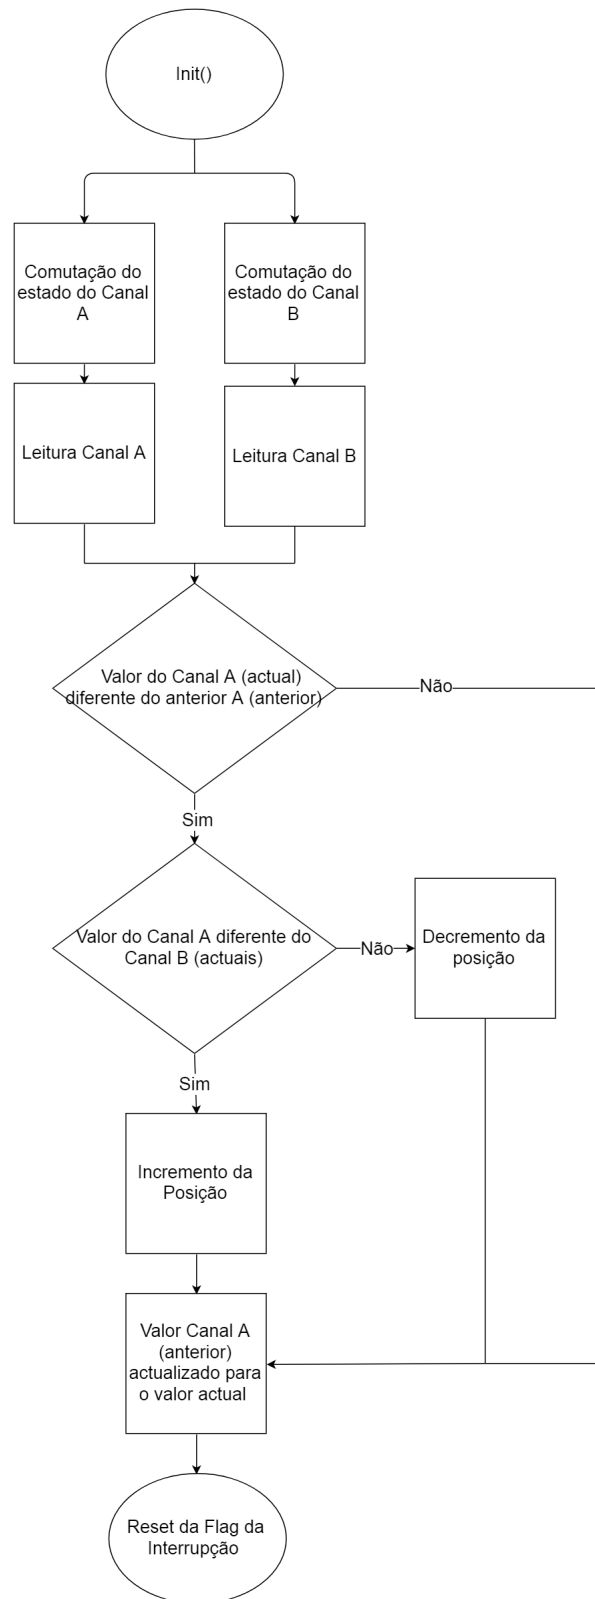 Init()
Comutação do
estado do Canal
A
Comutação do
estado do Canal
B
Leitura Canal A
Leitura Canal B
Valor do Canal A (actual)
diferente do anterior A (anterior)
Não
Sim
Valor do Canal A diferente do
Canal B (actuais)
Não
Decremento da
posição
Sim
Incremento da
Posição
Valor Canal A
(anterior)
actualizado para
o valor actual
Reset da Flag da
Interrupção